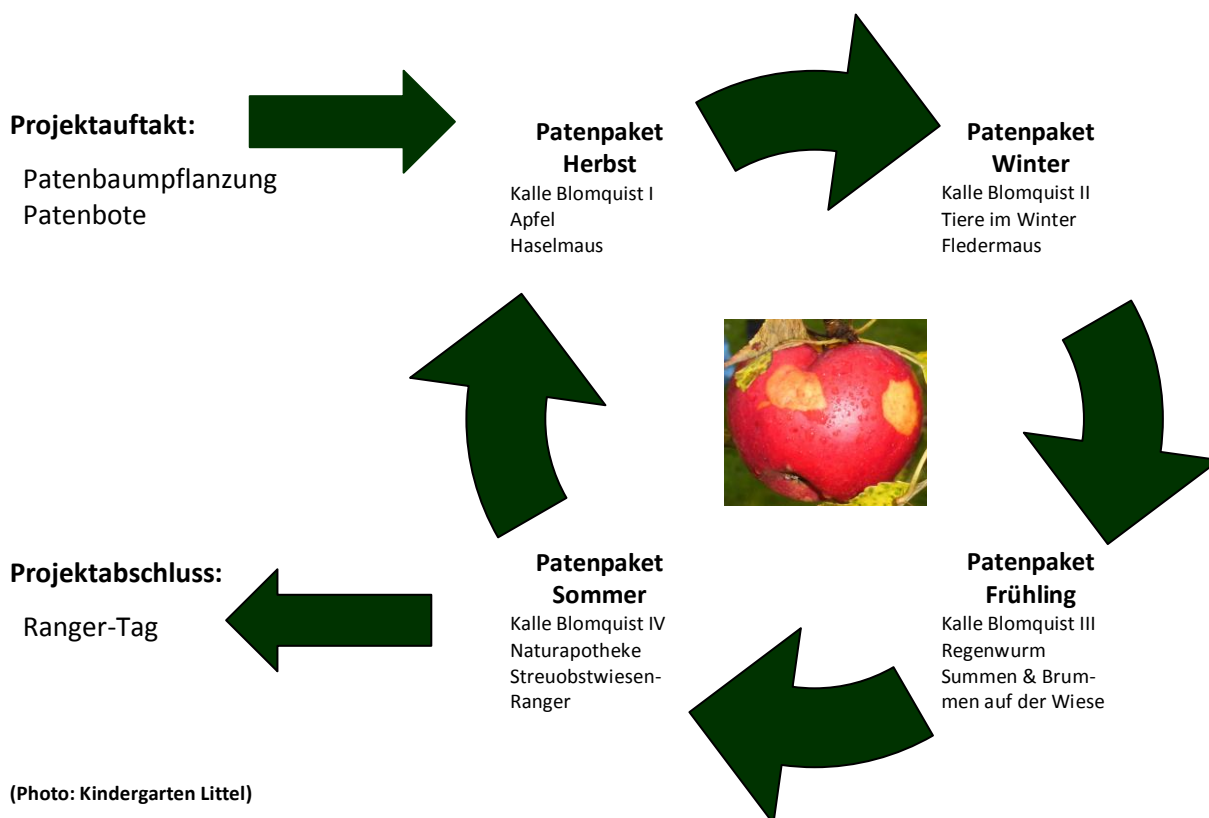 Projektauftakt:
Patenbaumpflanzung
Patenbote
Patenpaket
Herbst
Kalle Blomquist I
Apfel
Haselmaus
Patenpaket
Winter
Kalle Blomquist II
Tiere im Winter
Fledermaus
Projektabschluss:
Ranger-Tag
Patenpaket
Sommer
Kalle Blomquist IV
Naturapotheke
Streuobstwiesen-
Ranger
Patenpaket
Frühling
Kalle Blomquist III
Regenwurm
Summen & Brum-
men auf der Wiese
(Photo: Kindergarten Littel)